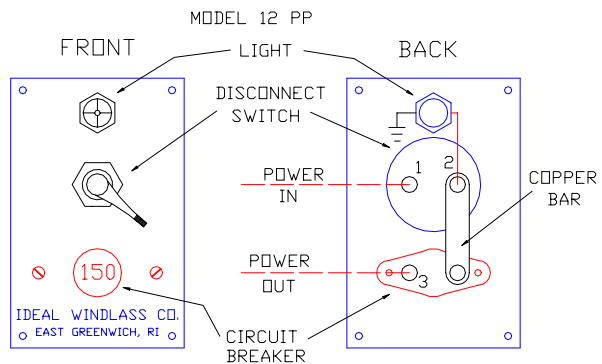 MODEL 12 PP
FRONT
LIGHT
BACK
DISCONNECT
SWITCH
1
2
POWER
IN
COPPER
BAR
150
POWER
OUT
3
IDEAL WINDLASS CO.
EAST GREENWICH, RI
CIRCUIT
BREAKER